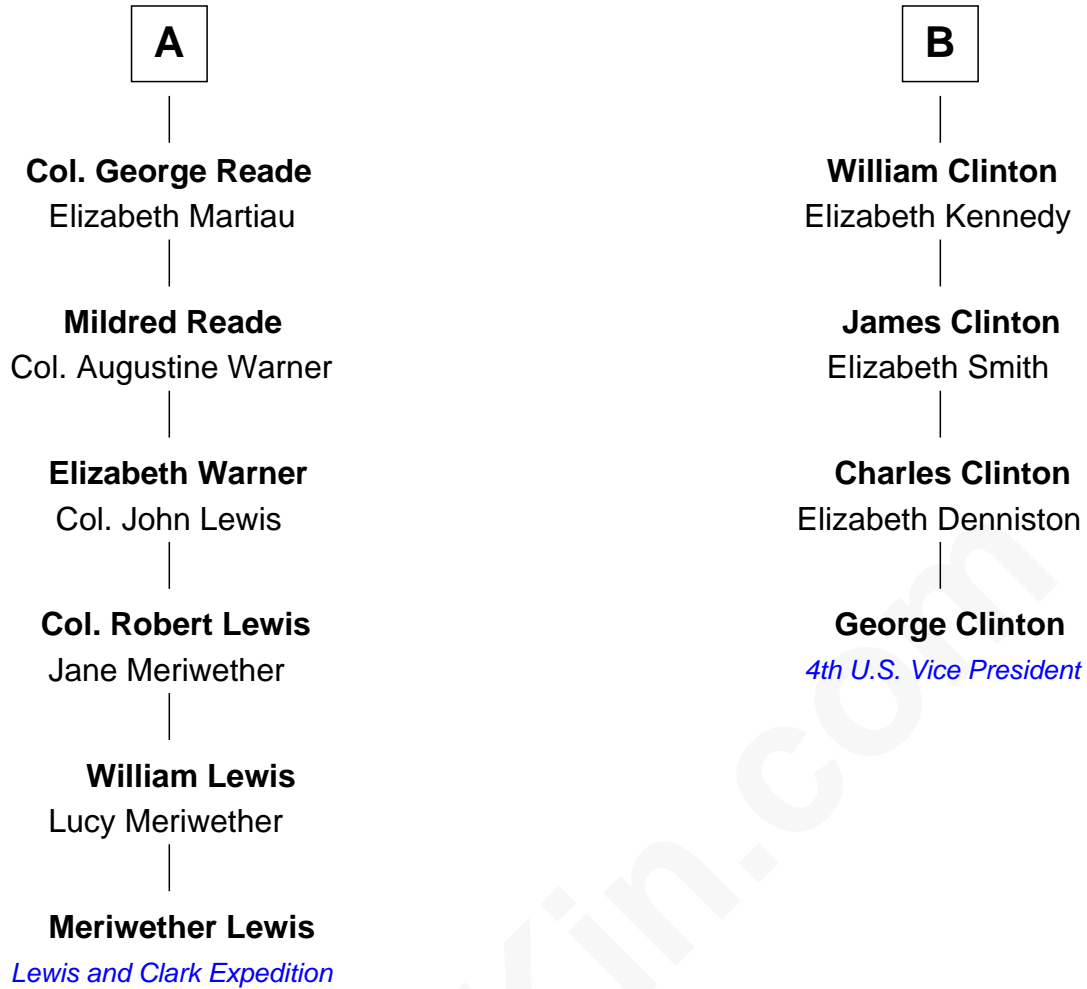 A
Col. George Reade
Elizabeth Martiau
Mildred Reade
Col. Augustine Warner
Elizabeth Warner
Col. John Lewis
Col. Robert Lewis
Jane Meriwether
William Lewis
Lucy Meriwether
Meriwether Lewis
Lewis and Clark Expedition
B
William Clinton
Elizabeth Kennedy
James Clinton
Elizabeth Smith
Charles Clinton
Elizabeth Denniston
George Clinton
4th U.S. Vice President
Kin.com